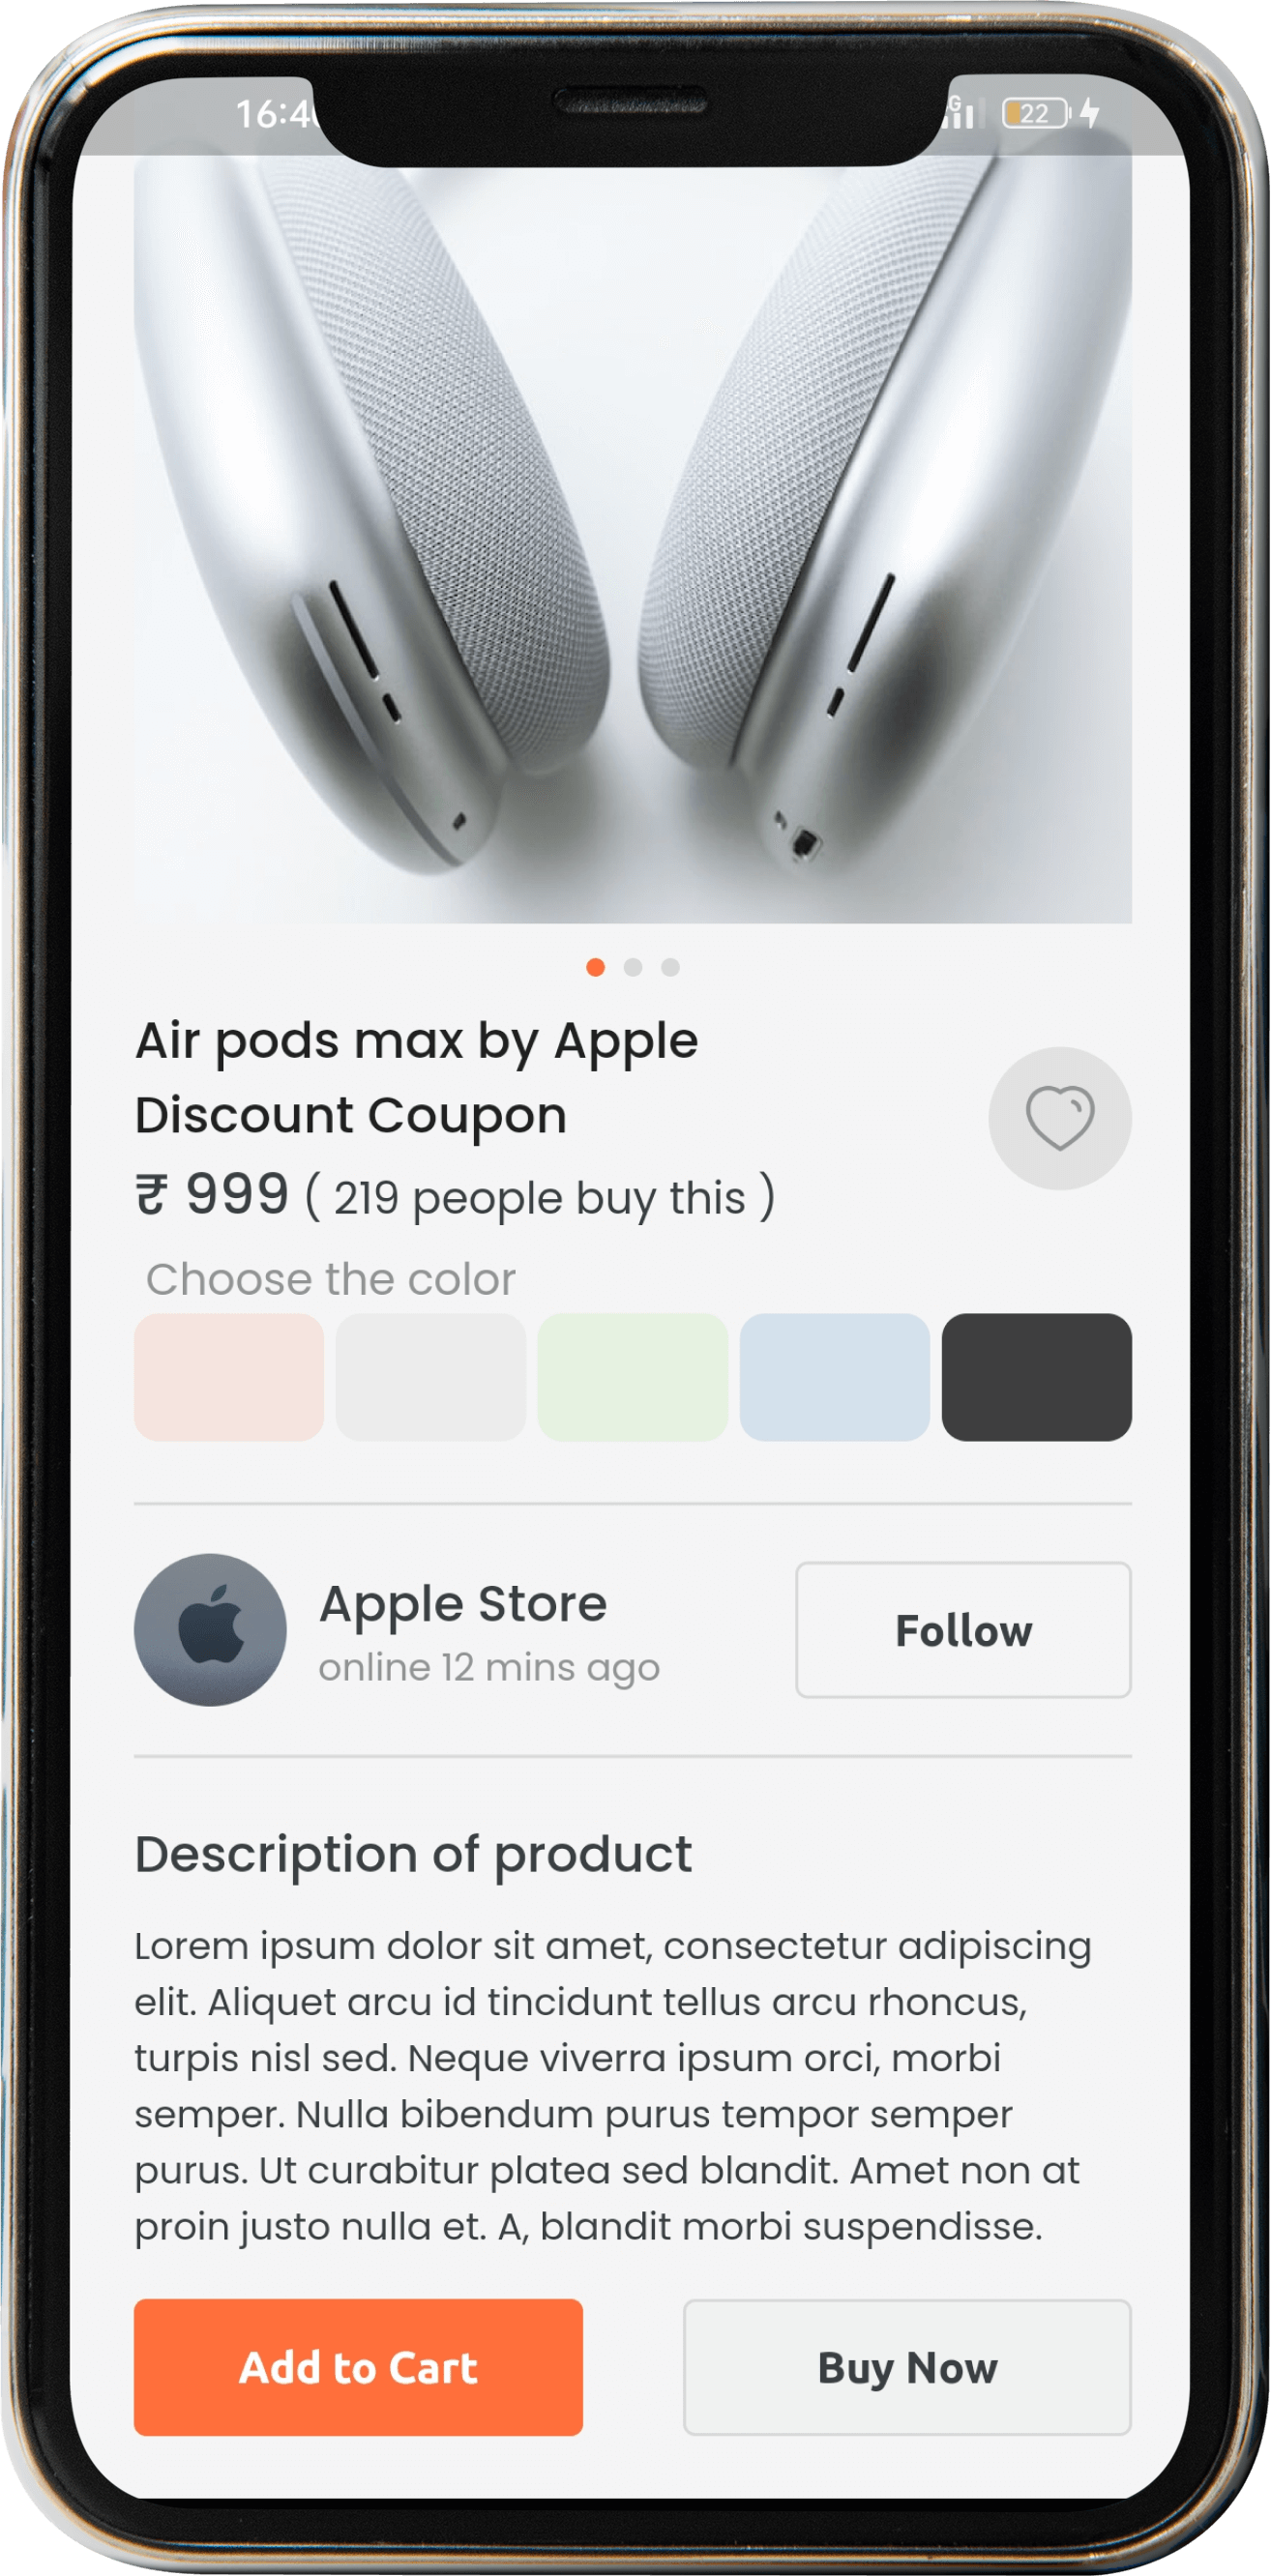 22
Air pods max by Apple
Discount Coupon
₹ 999 ( 219 people buy this )
Choose the color
Apple Store
online 12 mins ago
Follow
Description of product
Lorem ipsum dolor sit amet, consectetur adipiscing
elit. Aliquet arcu id tincidunt tellus arcu rhoncus,
turpis nisl sed. Neque viverra ipsum orci, morbi
semper. Nulla bibendum purus tempor semper
purus. Ut curabitur platea sed blandit. Amet non at
proin justo nulla et. A, blandit morbi suspendisse.
Add to Cart
Buy Now